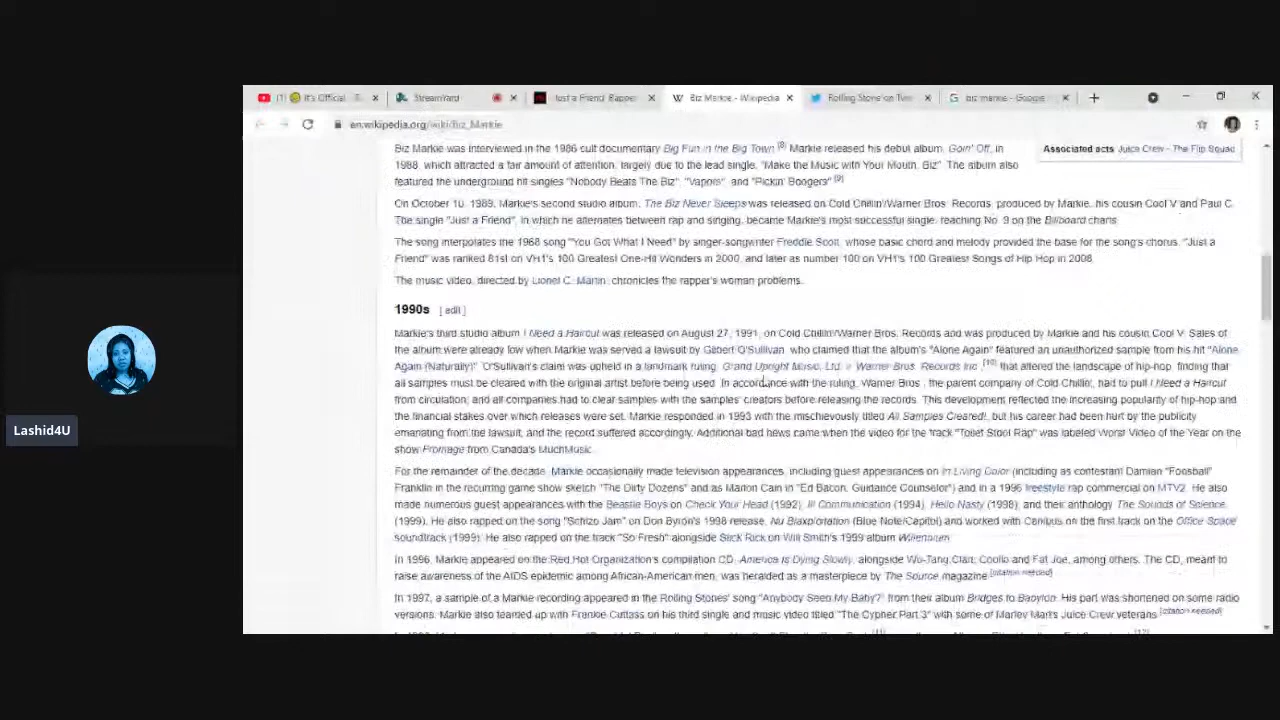 (1) It's Official -
StreamYard
Just a Friend Rapper
Biz Markie - Wikipedia
Rolling Stone on Twi
biz markie - Google
en.wikipedia.org/wiki/Biz_Markie
Biz Markie was interviewed in the 1986 cult documentary Big Fun in the Big Town.[8] Markie released his debut album, Goin' Off, in
Associated acts Juice Crew - The Flip Squad
1988, which attracted a fair amount of attention, largely due to the lead single, "Make the Music with Your Mouth, Biz". The album also
featured the underground hit singles "Nobody Beats The Biz", "Vapors", and "Pickin' Boogers".[9]
On October 10, 1989, Markie's second studio album, The Biz Never Sleeps was released on Cold Chillin'/Warner Bros. Records, produced by Markie, his cousin Cool V and Paul C.
The single "Just a Friend", in which he alternates between rap and singing, became Markie's most successful single, reaching No. 9 on the Billboard charts.
The song interpolates the 1968 song "You Got What I Need" by singer-songwriter Freddie Scott, whose basic chord and melody provided the base for the song's chorus. "Just a
Friend" was ranked 81st on VH1's 100 Greatest One-Hit Wonders in 2000, and later as number 100 on VH1's 100 Greatest Songs of Hip Hop in 2008.
The music video, directed by Lionel C. Martin, chronicles the rapper's woman problems.
1990s [ edit ]
Markie's third studio album I Need a Haircut was released on August 27, 1991, on Cold Chillin'/Warner Bros. Records and was produced by Markie and his cousin Cool V. Sales of
the album were already low when Markie was served a lawsuit by Gilbert O'Sullivan, who claimed that the album's "Alone Again" featured an unauthorized sample from his hit "Alone
Again (Naturally)". O'Sullivan's claim was upheld in a landmark ruling, Grand Upright Music, Ltd. v. Warner Bros. Records Inc.,[10] that altered the landscape of hip-hop, finding that
all samples must be cleared with the original artist before being used. In accordance with the ruling, Warner Bros., the parent company of Cold Chillin', had to pull I Need a Haircut
from circulation, and all companies had to clear samples with the samples' creators before releasing the records. This development reflected the increasing popularity of hip-hop and
the financial stakes over which releases were set. Markie responded in 1993 with the mischievously titled All Samples Cleared!, but his career had been hurt by the publicity
emanating from the lawsuit, and the record suffered accordingly. Additional bad news came when the video for the track "Toilet Stool Rap" was labeled Worst Video of the Year on the
show Fromage from Canada's MuchMusic.
For the remainder of the decade, Markie occasionally made television appearances, including guest appearances on In Living Color (including as contestant Damian "Foosball"
Franklin in the recurring game show sketch "The Dirty Dozens" and as Marion Cain in "Ed Bacon: Guidance Counselor") and in a 1996 freestyle rap commercial on MTV2. He also
made numerous guest appearances with the Beastie Boys on Check Your Head (1992), Ill Communication (1994), Hello Nasty (1998), and their anthology The Sounds of Science
(1999). He also rapped on the song "Schizo Jam" on Don Byron's 1998 release, Nu Blaxploration (Blue Note/Capitol) and worked with Canibus on the first track on the Office Space
soundtrack (1999). He also rapped on the track "So Fresh" alongside Slick Rick on Will Smith's 1999 album Willennium.
In 1996, Markie appeared on the Red Hot Organization's compilation CD, America Is Dying Slowly, alongside Wu-Tang Clan, Coolio and Fat Joe, among others. The CD, meant to
raise awareness of the AIDS epidemic among African-American men, was heralded as a masterpiece by The Source magazine.[citation needed]
In 1997, a sample of a Markie recording appeared in the Rolling Stones' song "Anybody Seen My Baby?" from their album Bridges to Babylon. His part was shortened on some radio
versions. Markie also teamed up with Frankie Cutlass on his third single and music video titled "The Cypher Part 3" with some of Marley Marl's Juice Crew veterans.[citation needed]
Lashid4U